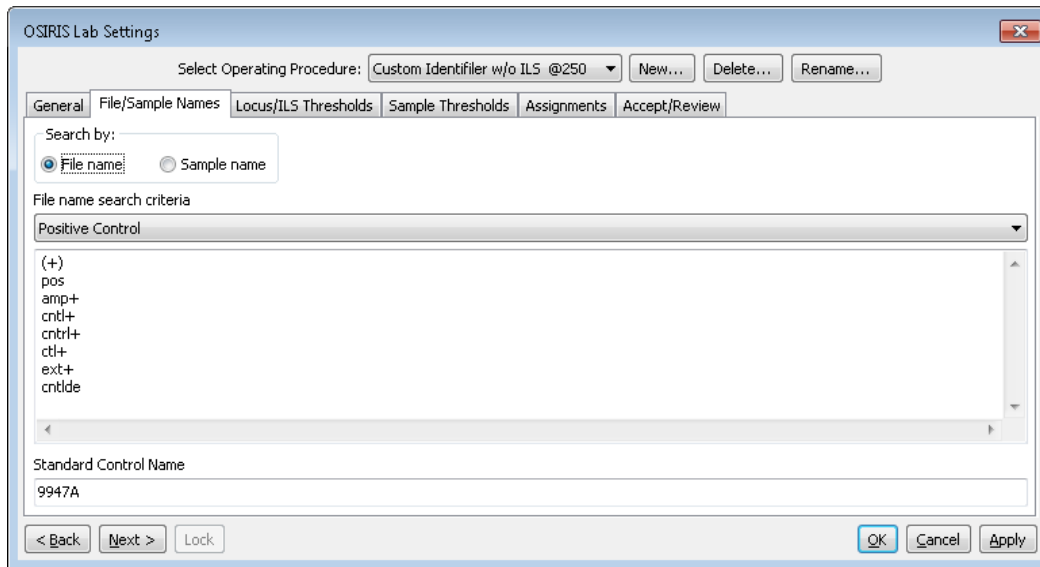 OSIRIS Lab Settings
Select Operating Procedure: Custom Identifiler w/o ILS @250 New... Delete... Rename...
General File/Sample Names Locus/ILS Thresholds Sample Thresholds Assignments Accept/Review
Search by:
File name Sample name
File name search criteria
Positive Control
(+)
pos
amp+
cntl+
cntrl+
ctl+
ext+
cntlde
Standard Control Name
9947A
< Back Next > Lock OK Cancel Apply